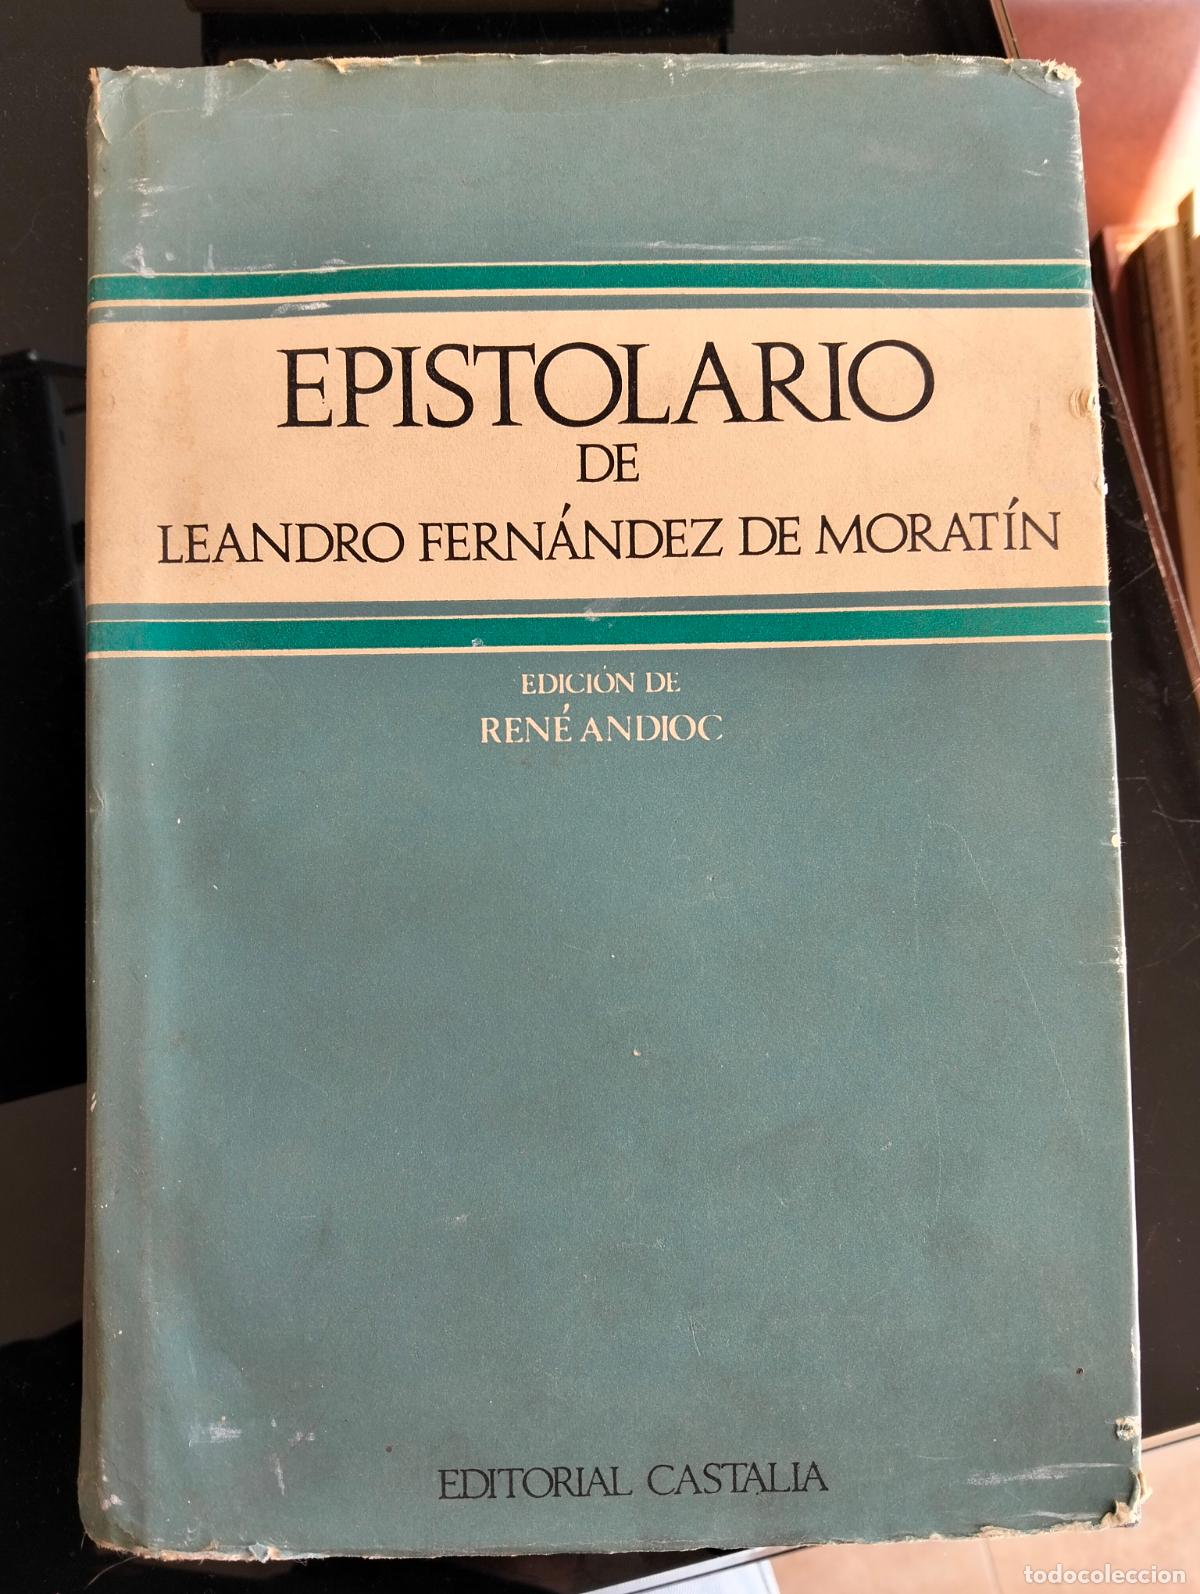 EPISTOLARIO
DE
LEANDRO FERNÁNDEZ DE MORATÍN
EDICIÓN DE
RENÉ ANDIOC
EDITORIAL CASTALIA
todocoleccion